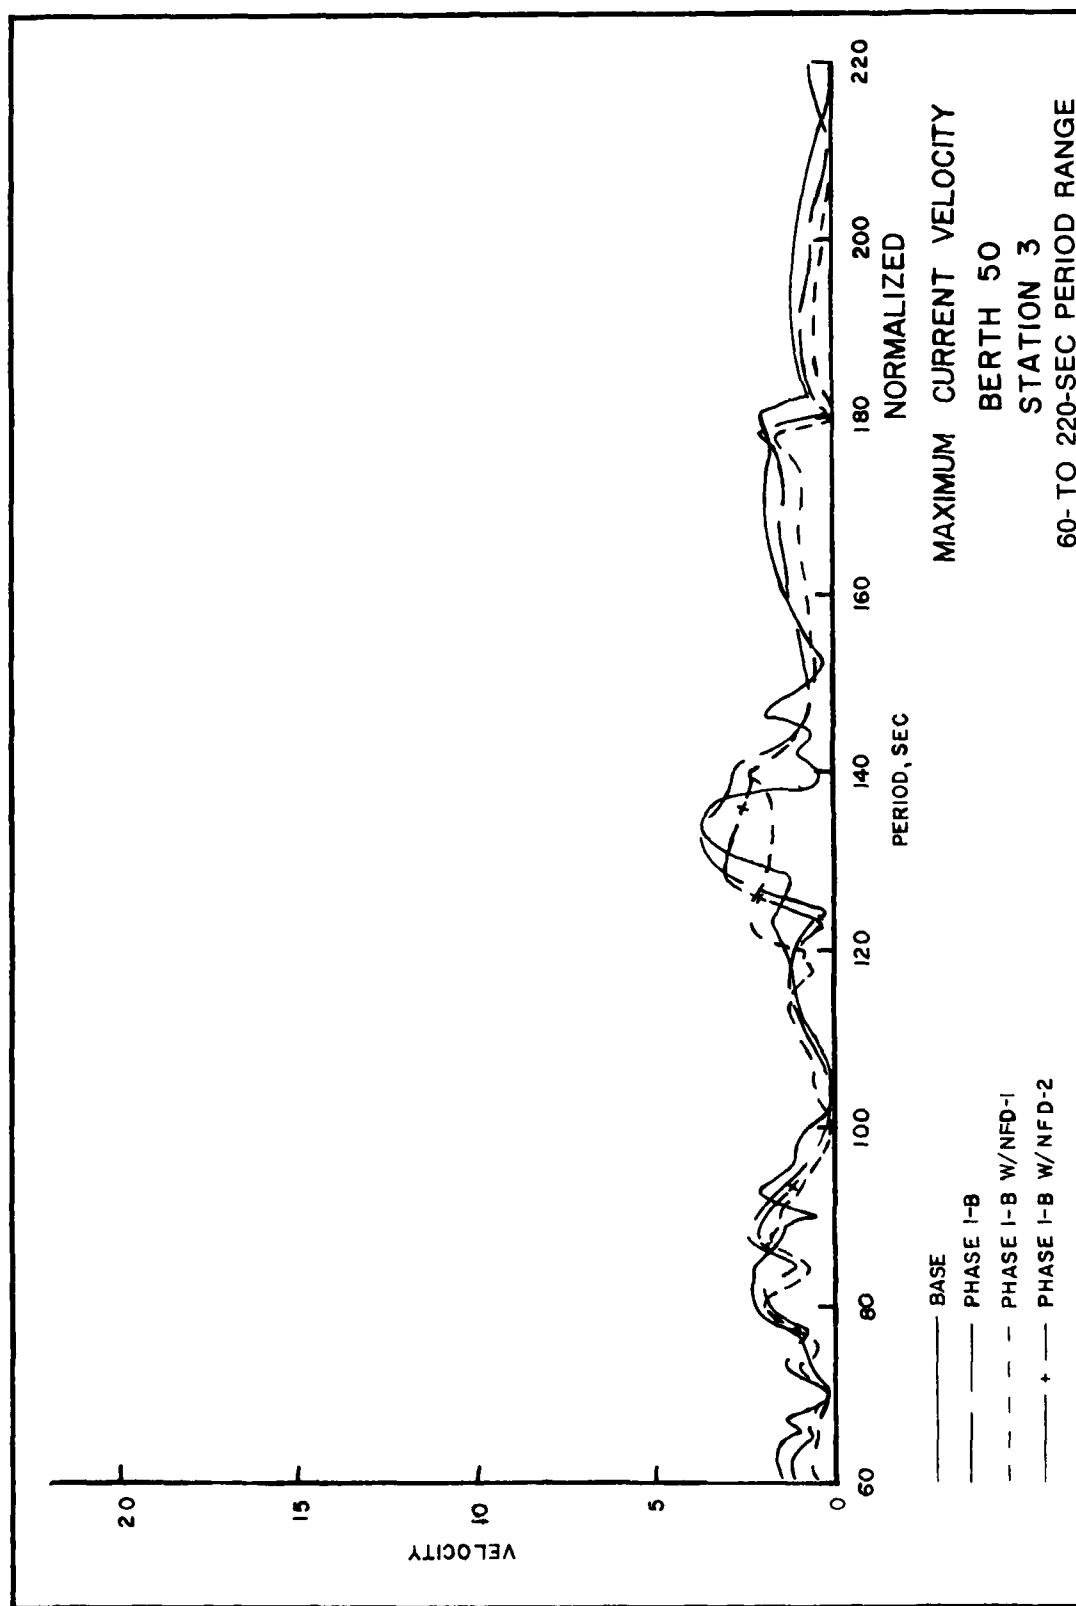 VELOCITY
20
15
10
5
0
60
80
100
120
140
160
180
200
220
PERIOD, SEC
BASE
PHASE I-B
PHASE I-B W/NFD-1
PHASE I-B W/NFD-2
NORMALIZED
MAXIMUM CURRENT VELOCITY
BERTH 50
STATION 3
60- TO 220-SEC PERIOD RANGE